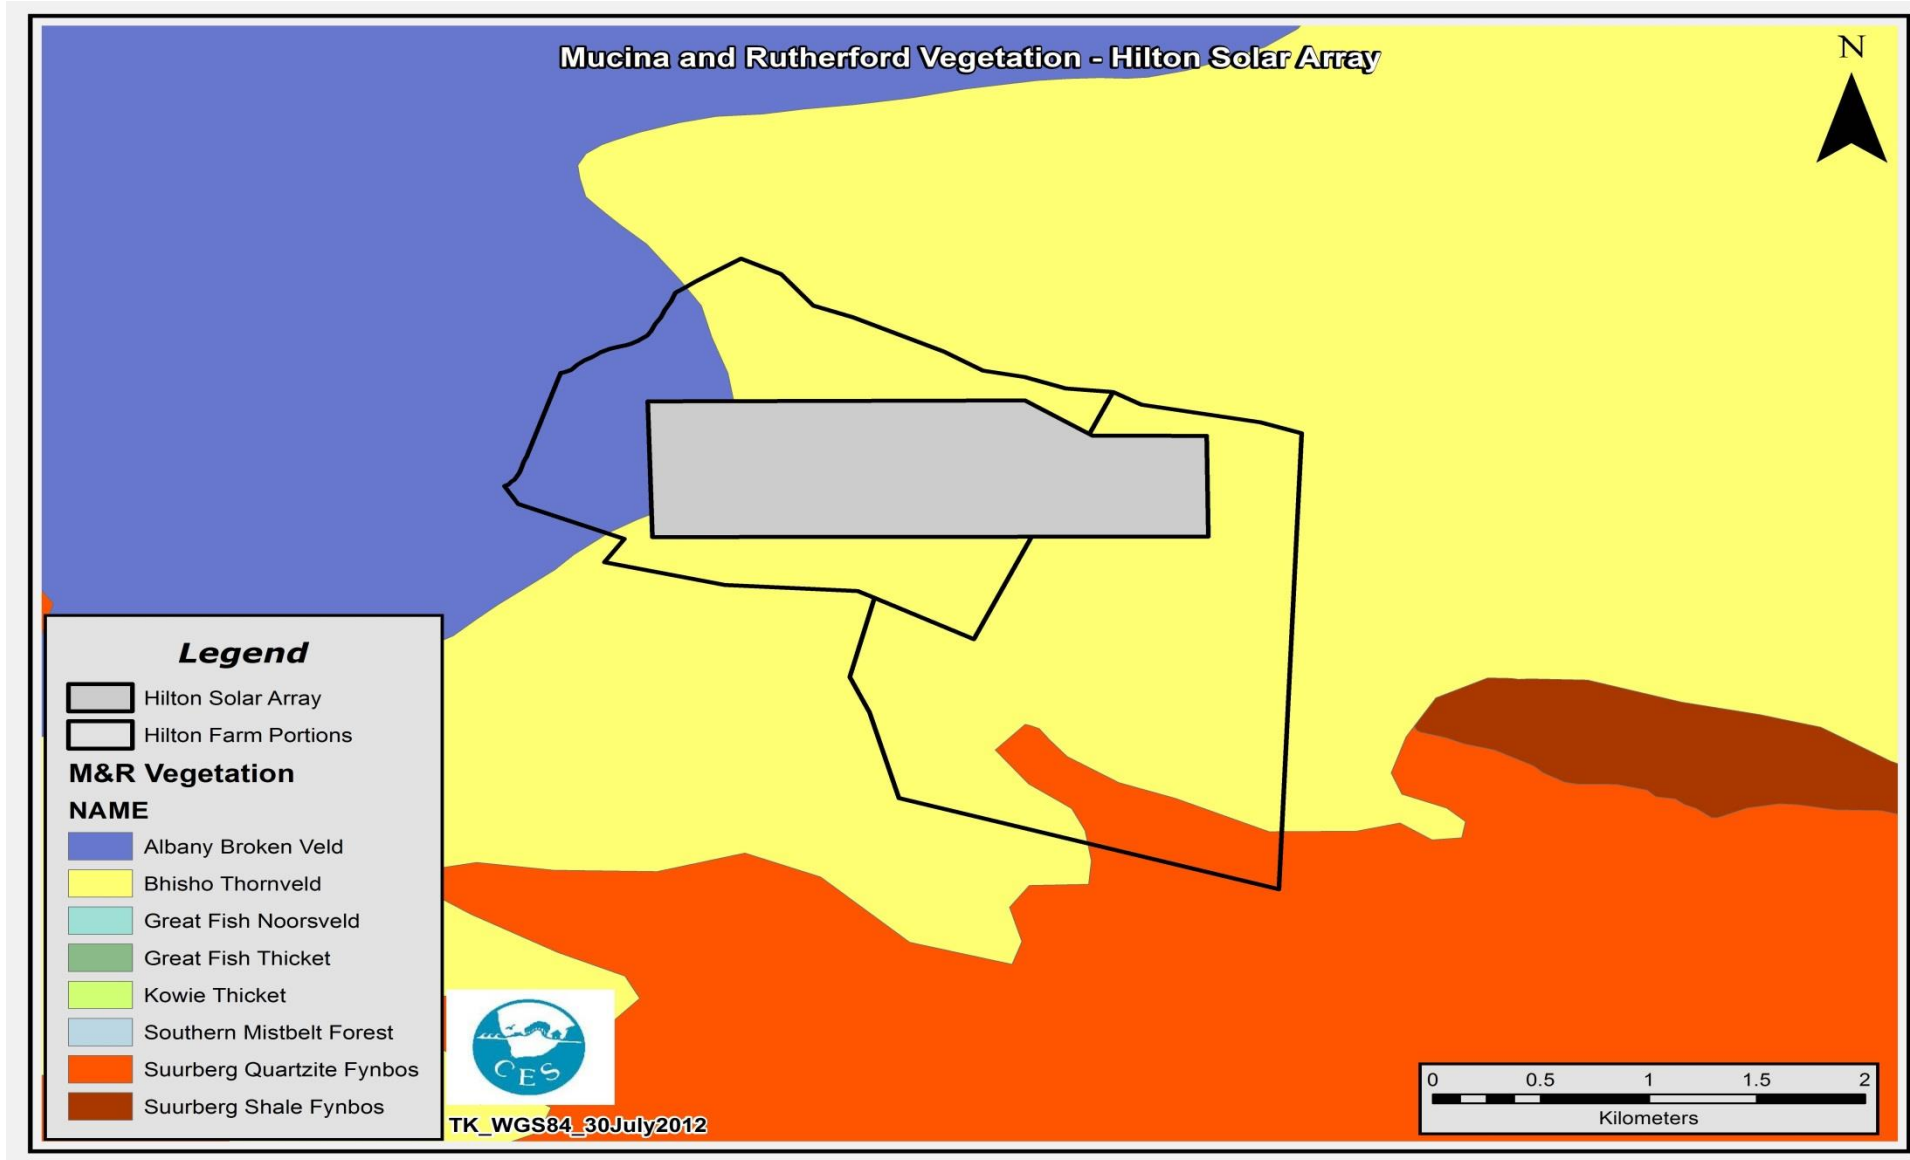 Mucina and Rutherford Vegetation - Hilton Solar Array
N
Legend
Hilton Solar Array
Hilton Farm Portions
M&R Vegetation
NAME
Albany Broken Veld
Bhisho Thornveld
Great Fish Noorsveld
Great Fish Thicket
Kowie Thicket
Southern Mistbelt Forest
Suurberg Quartzite Fynbos
Suurberg Shale Fynbos
CES
TK_WGS84_30July2012
0 0.5 1 1.5 2
Kilometers